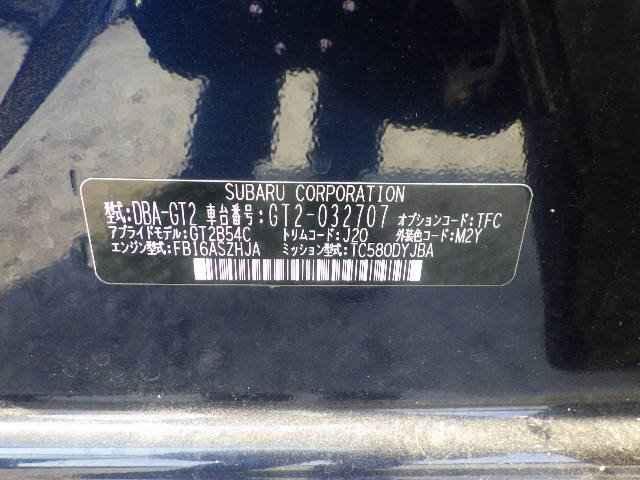 SUBARU CORPORATION
型式:DBA-GT2 車台番号:GT2-032707 オプションコード:TFC
アプライドモデル:GT2B54C トリムコード:J20 外装色コード:M2Y
エンジン型式:FB16ASZHJA ミッション型式:TC580DYJBA